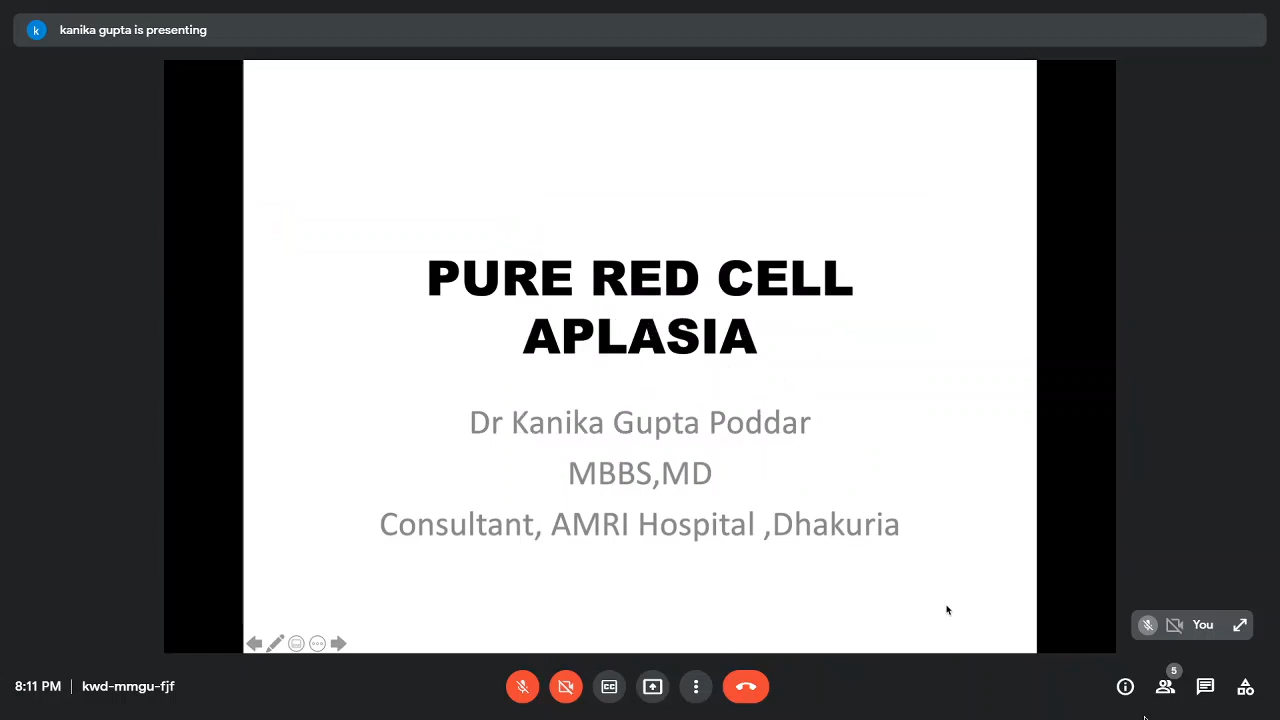 k
kanika gupta is presenting
PURE RED CELL
APLASIA
Dr Kanika Gupta Poddar
MBBS,MD
Consultant, AMRI Hospital ,Dhakuria
You
5
8:11 PM | kwd-mmgu-fjf
CC